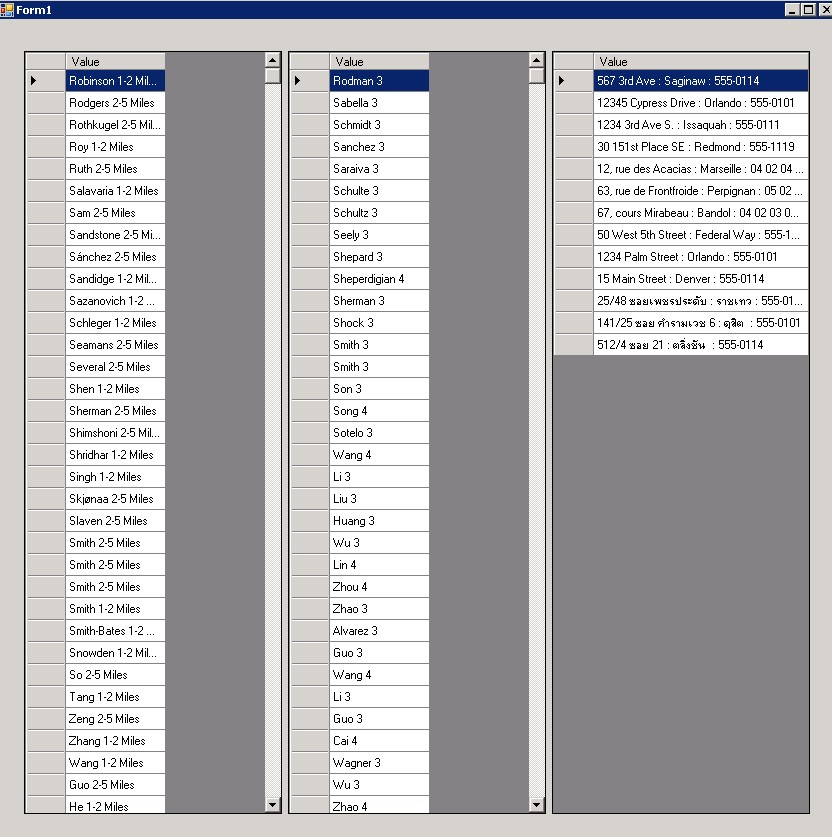 Form1
Value
Robinson 1-2 Mil...
Rodgers 2-5 Miles
Rothkugel 2-5 Mil...
Roy 1-2 Miles
Ruth 2-5 Miles
Salavaria 1-2 Miles
Sam 2-5 Miles
Sandstone 2-5 Mi...
Sánchez 2-5 Miles
Sandidge 1-2 Mil...
Sazanovich 1-2 ...
Schleger 1-2 Miles
Seamans 2-5 Miles
Several 2-5 Miles
Shen 1-2 Miles
Sherman 2-5 Miles
Shimshoni 2-5 Mil...
Shridhar 1-2 Miles
Singh 1-2 Miles
Skjønaa 2-5 Miles
Slaven 2-5 Miles
Smith 2-5 Miles
Smith 2-5 Miles
Smith 2-5 Miles
Smith 1-2 Miles
Smith-Bates 1-2 ...
Snowden 1-2 Mil...
So 2-5 Miles
Tang 1-2 Miles
Zeng 2-5 Miles
Zhang 1-2 Miles
Wang 1-2 Miles
Guo 2-5 Miles
He 1-2 Miles
Value
Rodman 3
Sabella 3
Schmidt 3
Sanchez 3
Saraiva 3
Schulte 3
Schultz 3
Seely 3
Shepard 3
Sheperdigian 4
Sherman 3
Shock 3
Smith 3
Smith 3
Son 3
Song 4
Sotelo 3
Wang 4
Li 3
Liu 3
Huang 3
Wu 3
Lin 4
Zhou 4
Zhao 3
Alvarez 3
Guo 3
Wang 4
Li 3
Guo 3
Cai 4
Wagner 3
Wu 3
Zhao 4
Value
567 3rd Ave : Saginaw : 555-0114
12345 Cypress Drive : Orlando : 555-0101
1234 3rd Ave S. : Issaquah : 555-0111
30 151st Place SE : Redmond : 555-1119
12, rue des Acacias : Marseille : 04 02 04 ...
63, rue de Frontfroide : Perpignan : 05 02 ...
67, cours Mirabeau : Bandol : 04 02 03 0...
50 West 5th Street : Federal Way : 555-1...
1234 Palm Street : Orlando : 555-0101
15 Main Street : Denver : 555-0114
25/48 ซอยเพชรประดับ : ราชเทว : 555-01...
141/25 ซอย คำรามเวช 6 : ดุสิต : 555-0101
512/4 ซอย 21 : ตลิ่งชัน : 555-0114